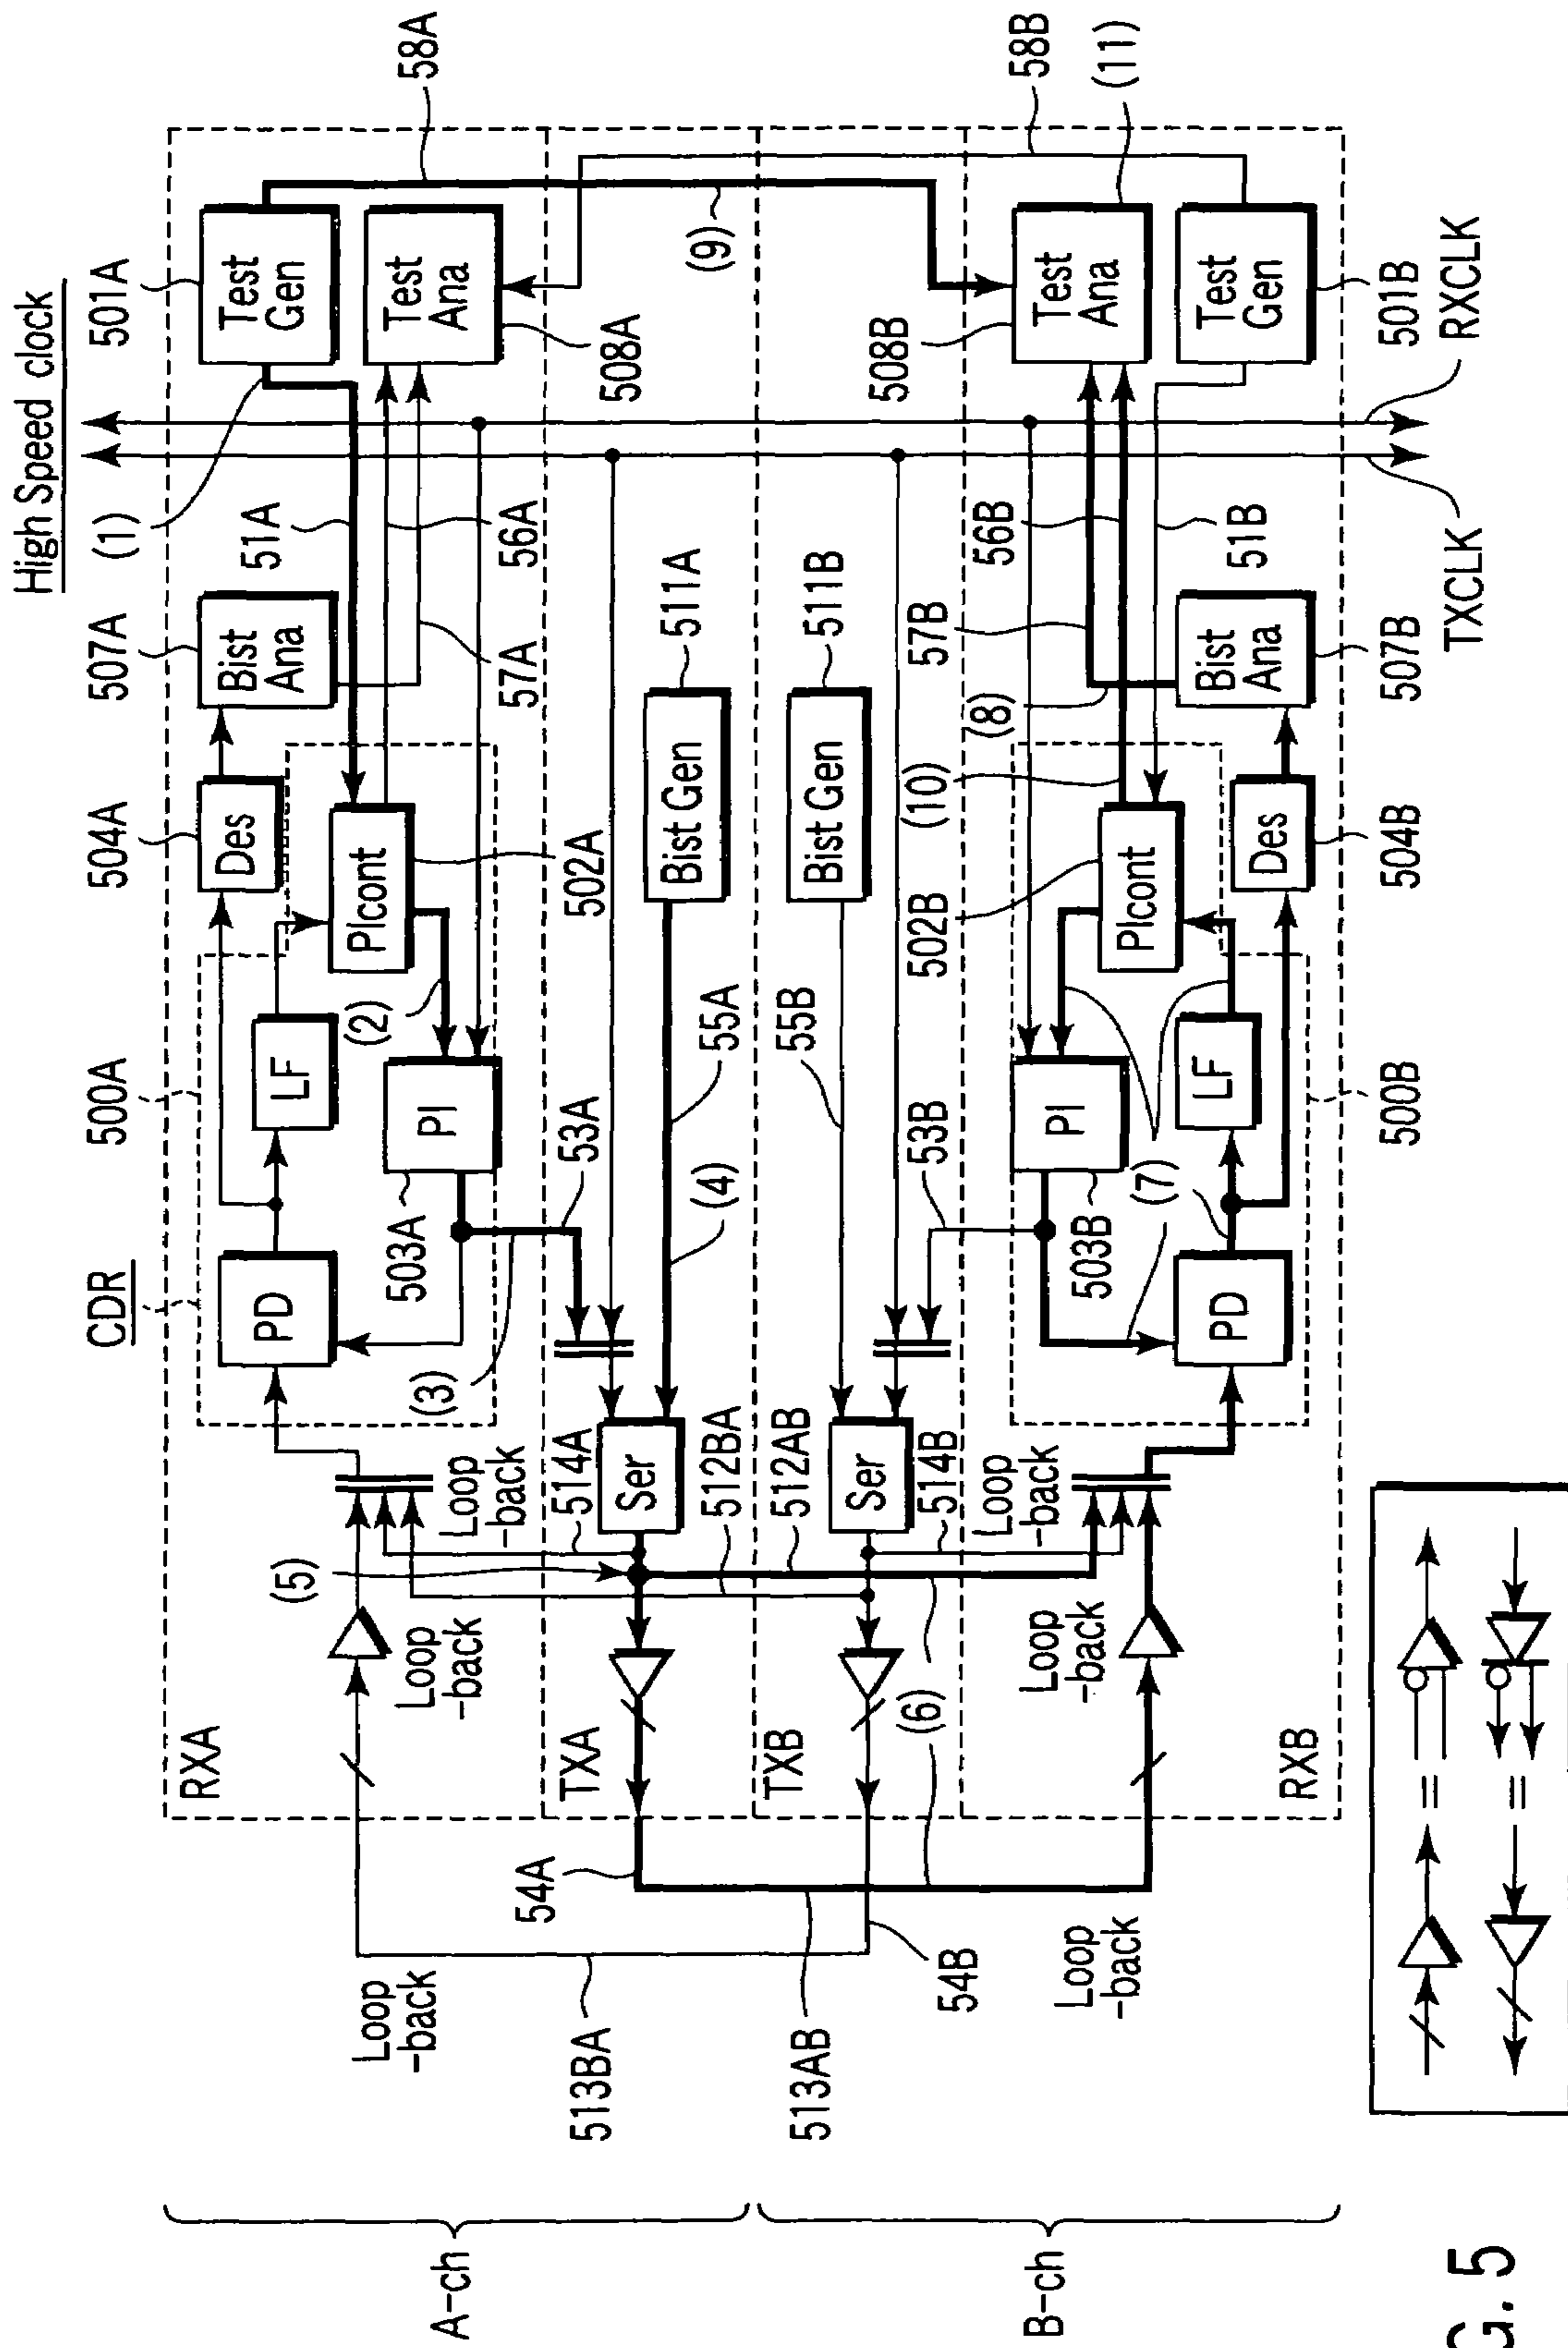 High Speed clock
CDR
500A
504A
507A
(1)
501A
58A
RXA
PD
LF
Des
Bist
Ana
Test
Gen
51A
Test
Ana
PIcont
56A
508A
(2)
PI
503A
502A
57A
(3)
53A
Loop
-back
Loop
-back
Loop
-back
(5)
514A
TXA
54A
Ser
Bist Gen
511A
55A
(4)
512BA
(9)
513BA
TXB
512AB
Ser
Bist Gen
511B
55B
513AB
514B
53B
(6)
54B
502B
(10)
(8)
57B
56B
508B
Loop
-back
Loop
-back
Loop
-back
PI
503B
(7)
PIcont
Test
Ana
58B
(11)
RXB
PD
LF
Des
Bist
Ana
51B
Test
Gen
500B
504B
507B
501B
TXCLK
RXCLK
A-ch
B-ch
=
=
G. 5